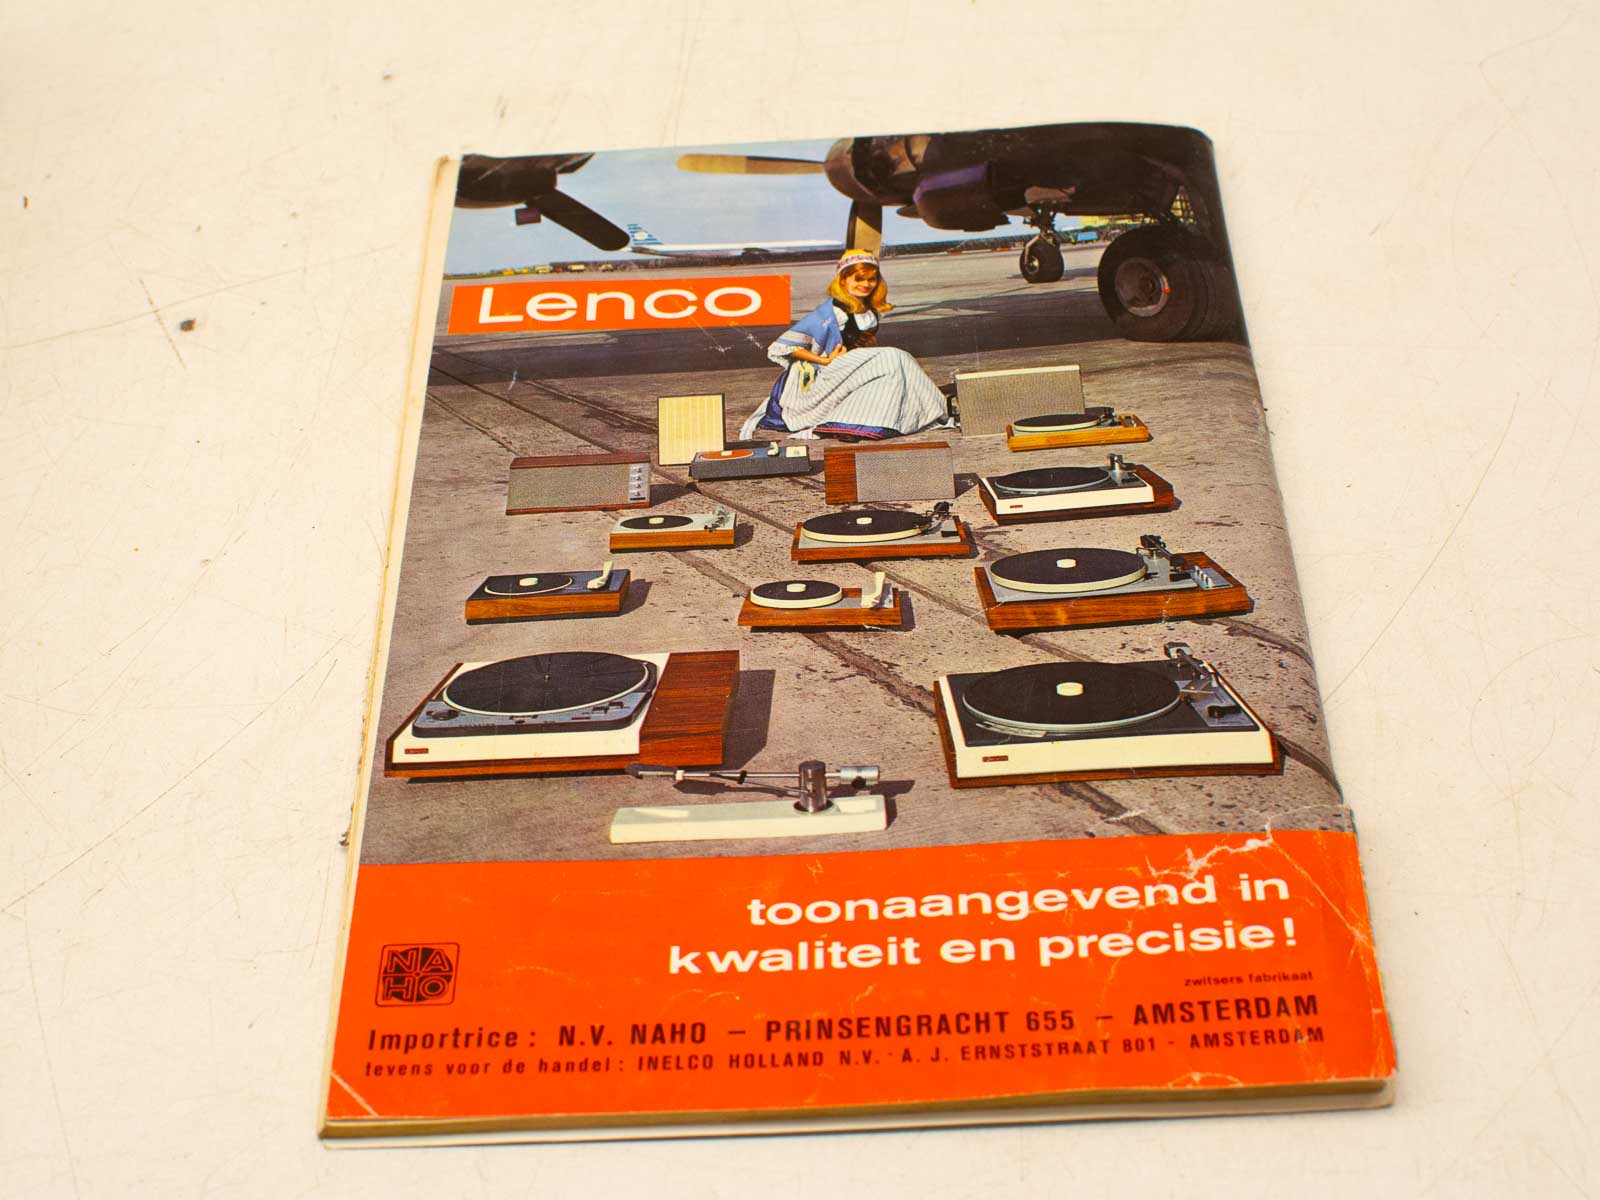 Lenco
toonaangevend in
kwaliteit en precisie!
zwitsers fabrikaat
NA
HO
Importrice: N.V. NAHO – PRINSENGRACHT 655 – AMSTERDAM
tevens voor de handel: INELCO HOLLAND N.V. - A. J. ERNSTSTRAAT 801 - AMSTERDAM